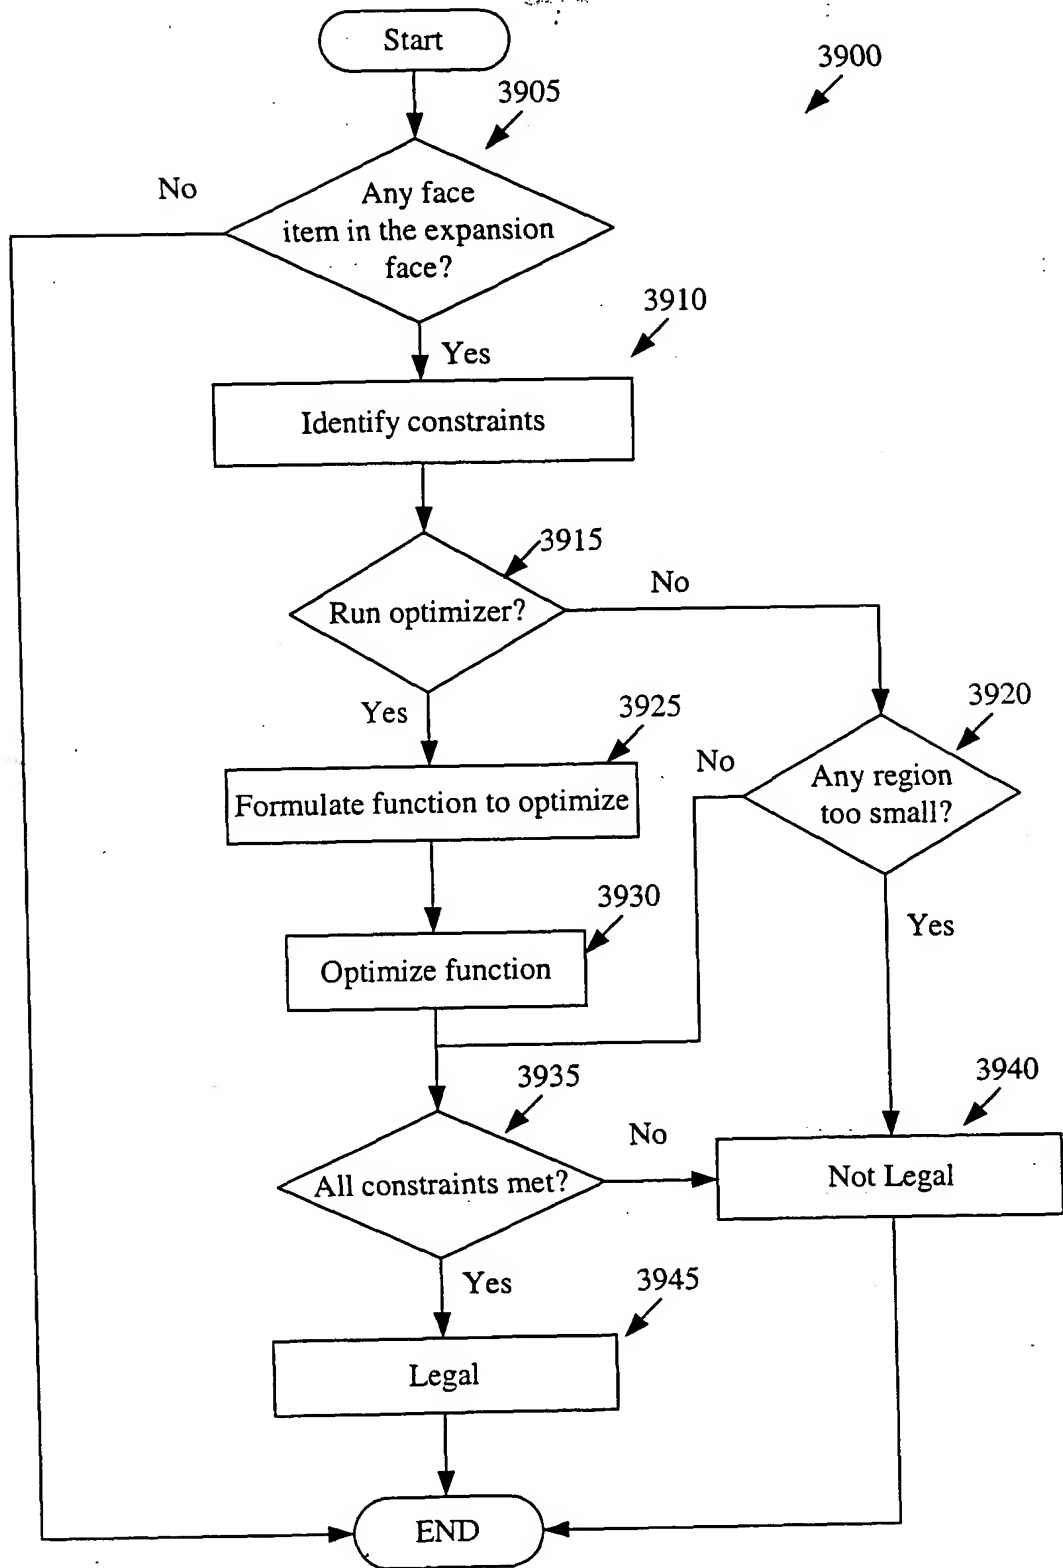 Start
3900
3905
No
Any face
item in the expansion
face?
3910
Yes
Identify constraints
3915
No
Run optimizer?
Yes
3925
3920
No
Any region
too small?
Formulate function to optimize
3930
Yes
Optimize function
3935
3940
No
All constraints met?
Not Legal
Yes
3945
Legal
END